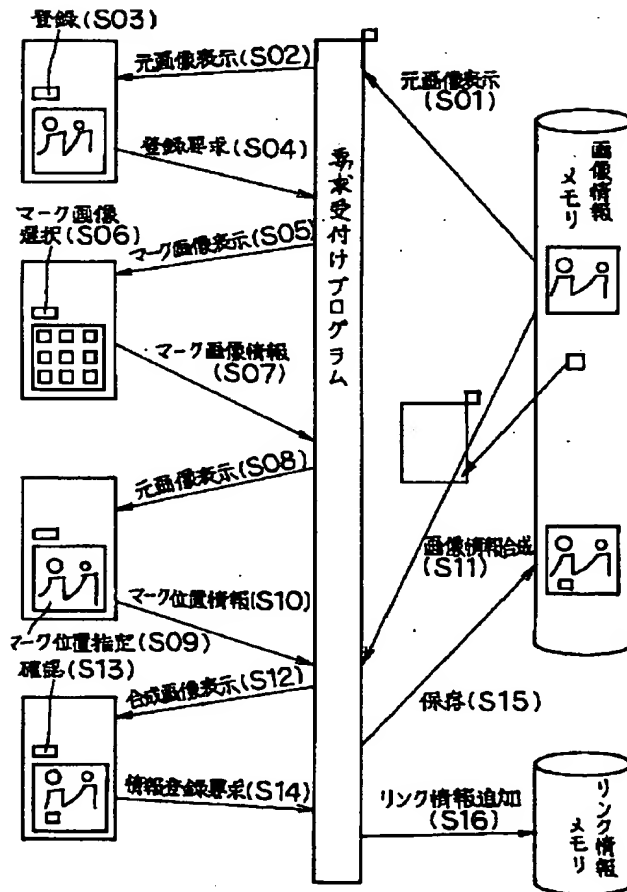 登録(S03)
元画像表示(S02)
元画像表示
(S01)
登録要求(S04)
要求受付けプログラム
画像情報
メモリ
マーク画像
選択(S06)
マーク画像表示(S05)
マーク画像情報
(S07)
元画像表示(S08)
画像情報合成
(S11)
マーク位置情報(S10)
マーク位置指定(S09)
確認(S13)
合成画像表示(S12)
保存(S15)
情報登録要求(S14)
リンク情報追加
(S16)
リンク情報
メモリ